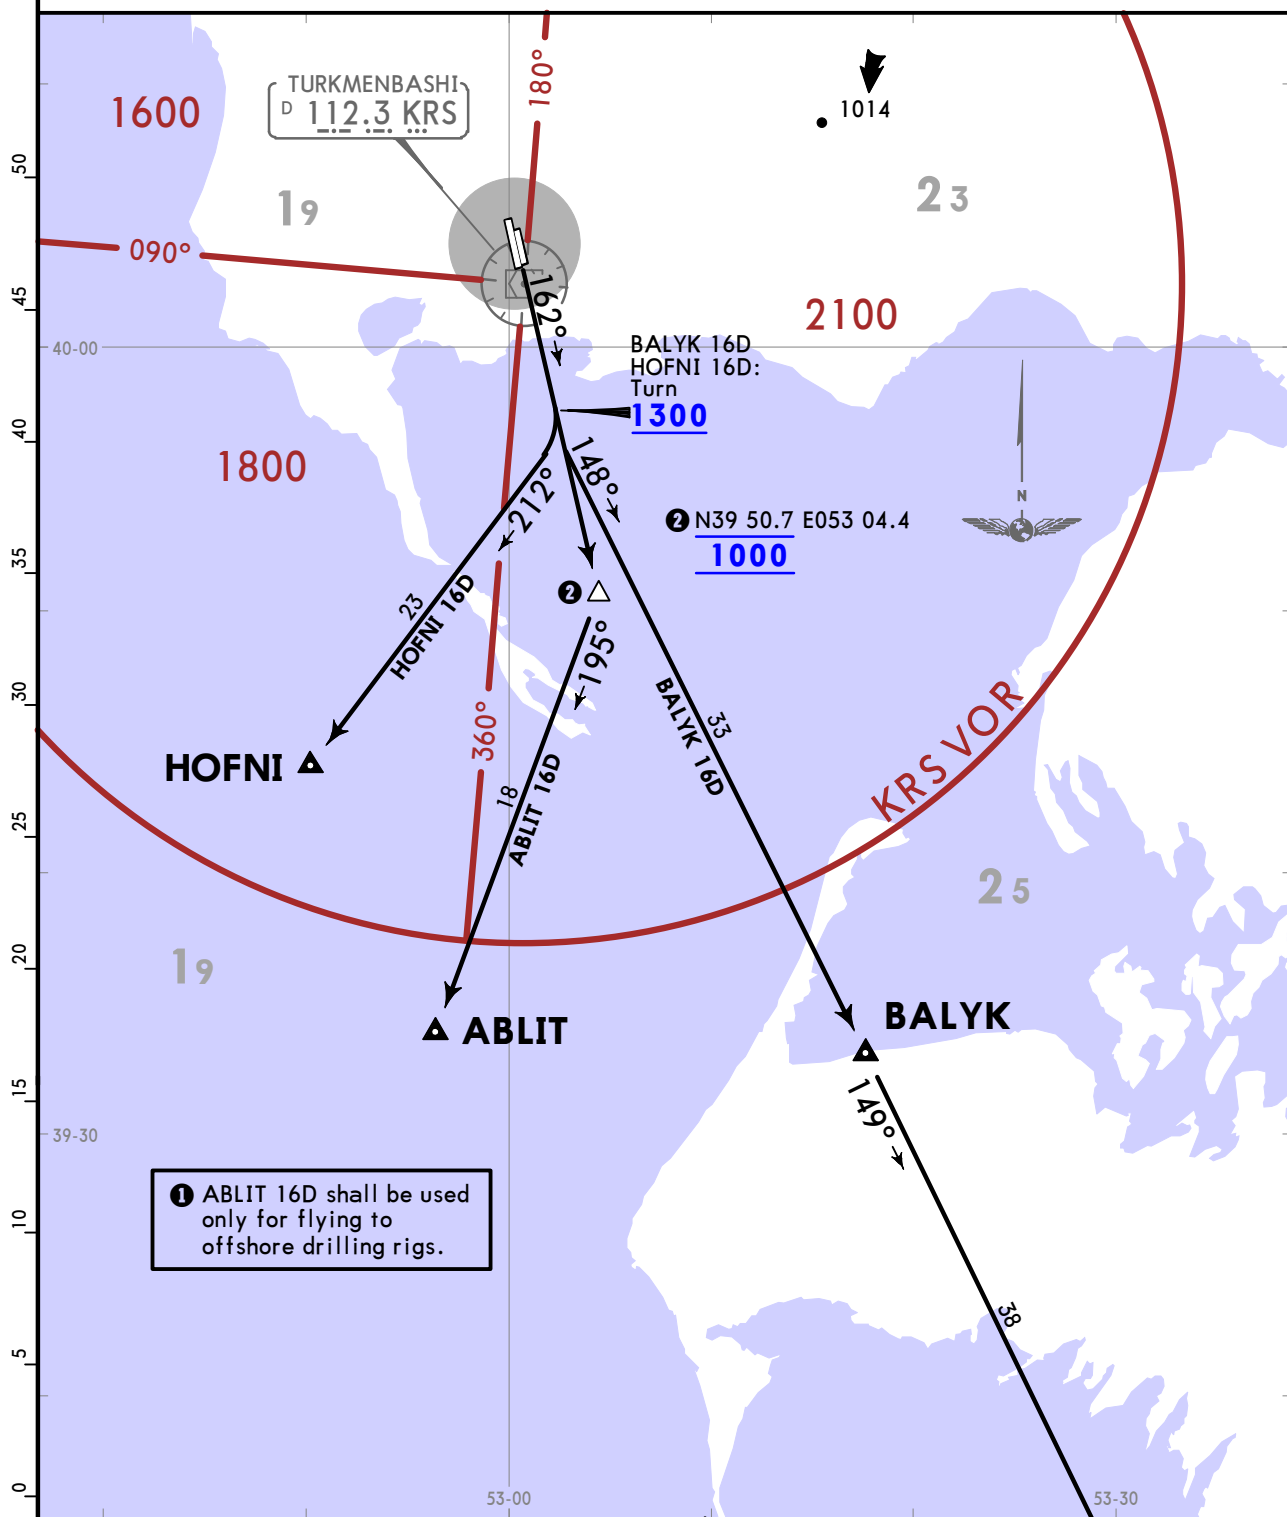 TURKMENBASHI
D 112.3 KRS
1600
180°
1014
19
23
090°
162°
2100
BALYK 16D
HOFNI 16D:
Turn
1300
40-00
1800
148°
212°
N
2 N39 50.7 E053 04.4
1000
2
23
HOFNI 16D
195°
360°
33
BALYK 16D
KRS VOR
HOFNI
18
ABLIT 16D
25
19
ABLIT
BALYK
149°
39-30
1 ABLIT 16D shall be used
only for flying to
offshore drilling rigs.
38
53-00
53-30
50
45
40
35
30
25
20
15
10
5
0